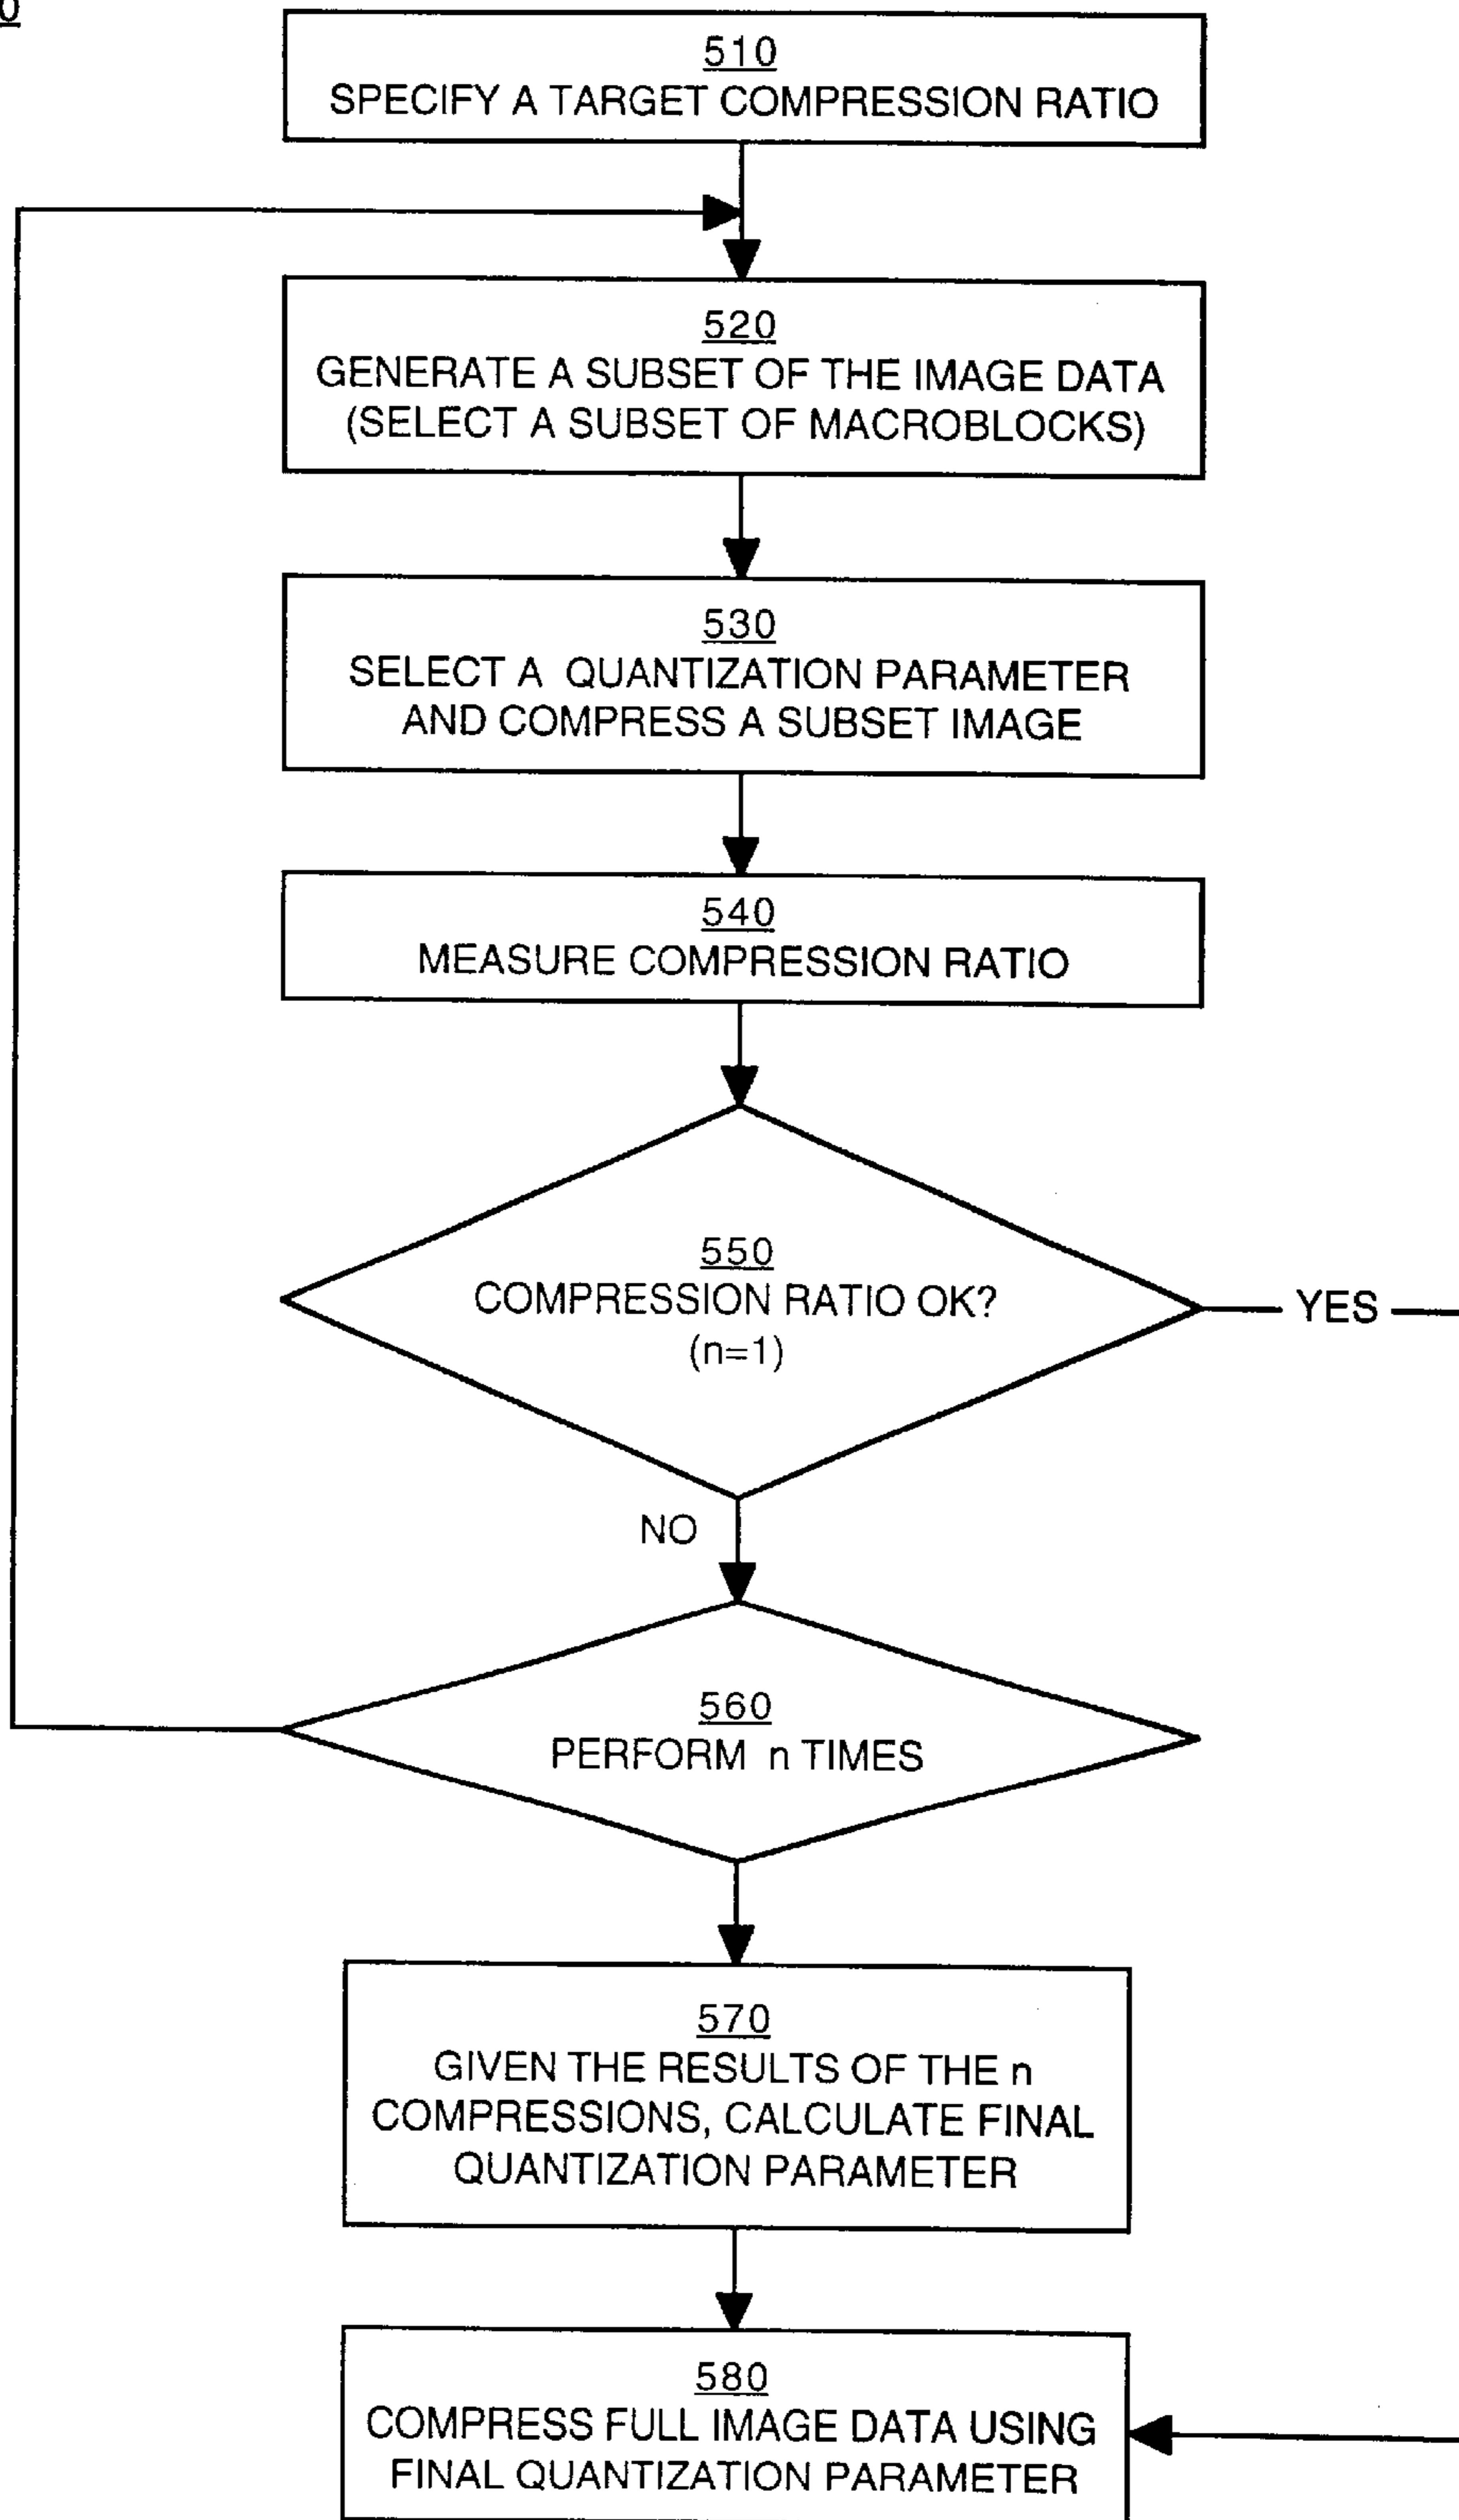 0
510
SPECIFY A TARGET COMPRESSION RATIO
520
GENERATE A SUBSET OF THE IMAGE DATA
(SELECT A SUBSET OF MACROBLOCKS)
530
SELECT A QUANTIZATION PARAMETER
AND COMPRESS A SUBSET IMAGE
540
MEASURE COMPRESSION RATIO
550
COMPRESSION RATIO OK?
(n=1)
YES
NO
560
PERFORM n TIMES
570
GIVEN THE RESULTS OF THE n
COMPRESSIONS, CALCULATE FINAL
QUANTIZATION PARAMETER
580
COMPRESS FULL IMAGE DATA USING
FINAL QUANTIZATION PARAMETER